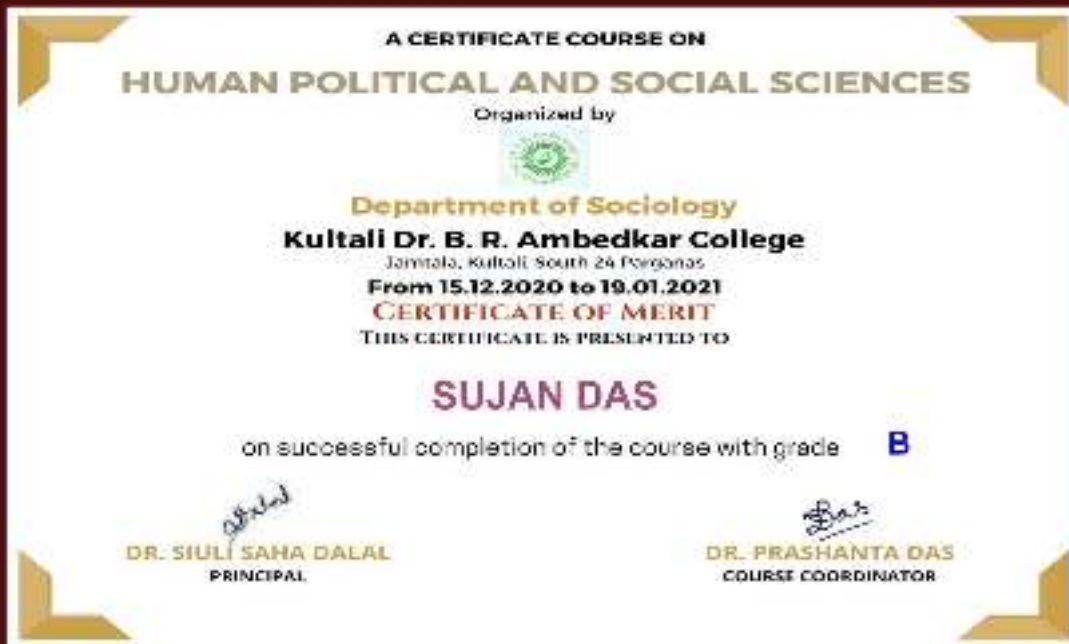 A CERTIFICATE COURSE ON
HUMAN POLITICAL AND SOCIAL SCIENCES
Organized by
Department of Sociology
Kultali Dr. B. R. Ambedkar College
Jamtala, Kultali, South 24 Parganas
From 15.12.2020 to 19.01.2021
CERTIFICATE OF MERIT
THIS CERTIFICATE IS PRESENTED TO
SUJAN DAS
on successful completion of the course with grade B
Das
DR. SIULI SAHA DALAL DR. PRASHANTA DAS
PRINCIPAL COURSE COORDINATOR